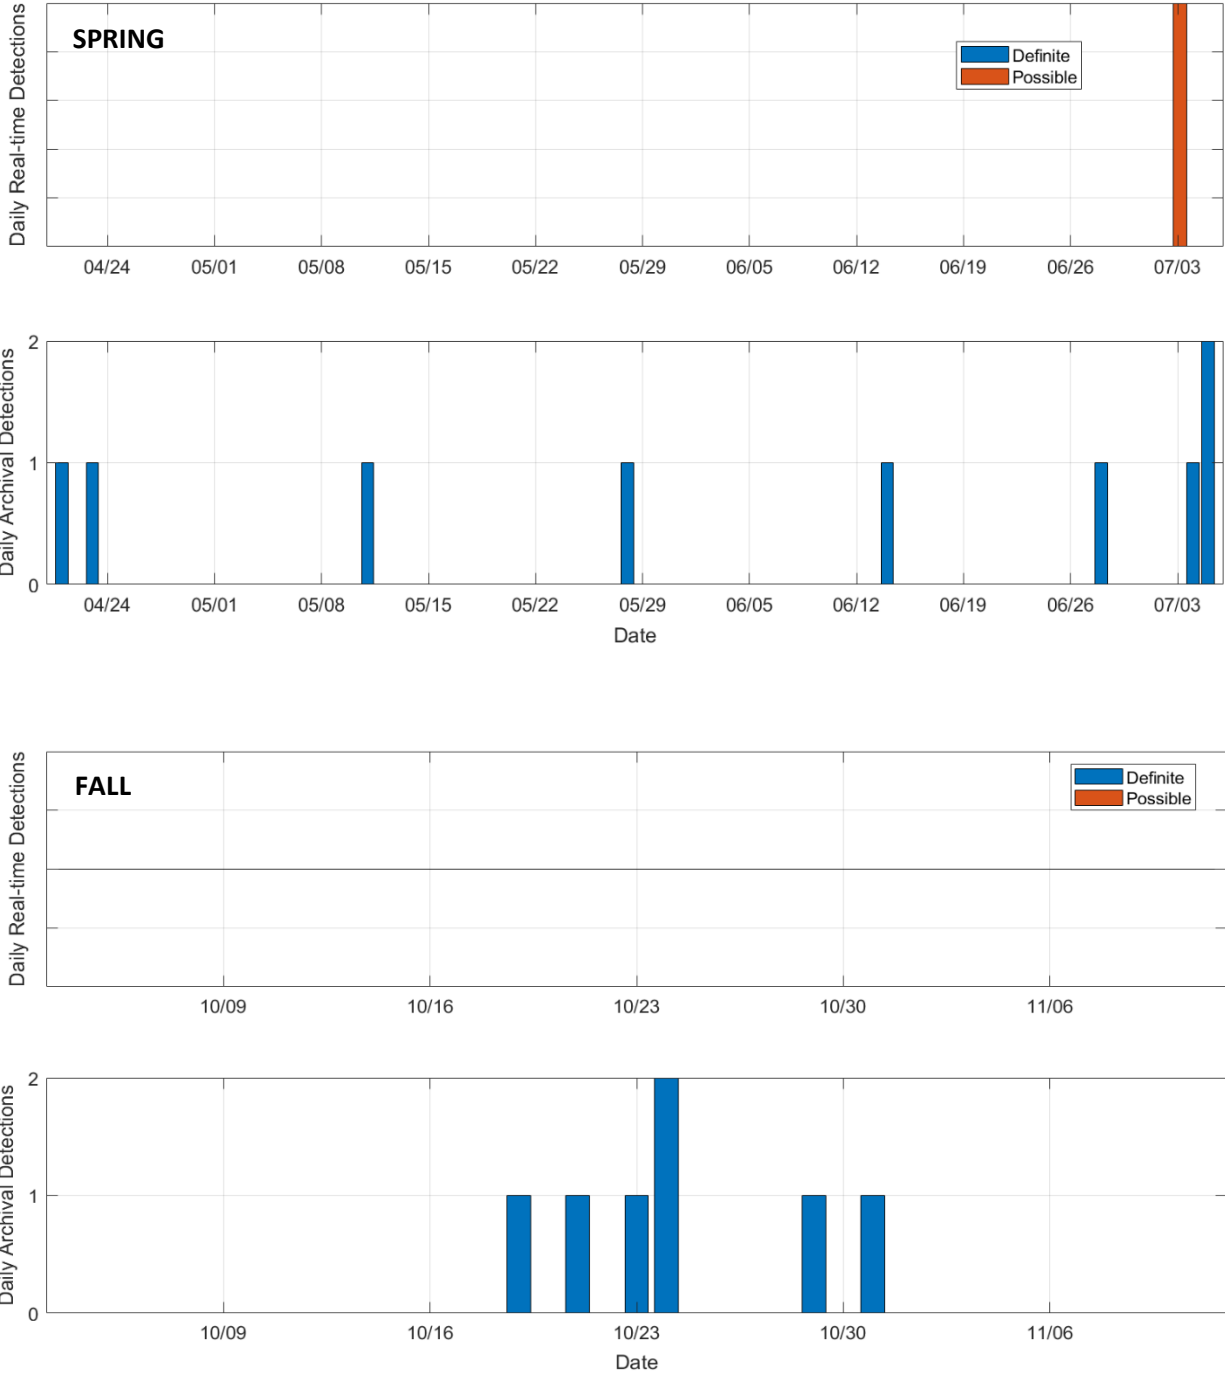 Daily Real-time Detections
SPRING
Definite
Possible
04/24 05/01 05/08 05/15 05/22 05/29 06/05 06/12 06/19 06/26 07/03
Daily Archival Detections
2
1
0
04/24 05/01 05/08 05/15 05/22 05/29 06/05 06/12 06/19 06/26 07/03
Date
Daily Real-time Detections
FALL
Definite
Possible
10/09 10/16 10/23 10/30 11/06
Daily Archival Detections
2
1
0
10/09 10/16 10/23 10/30 11/06
Date